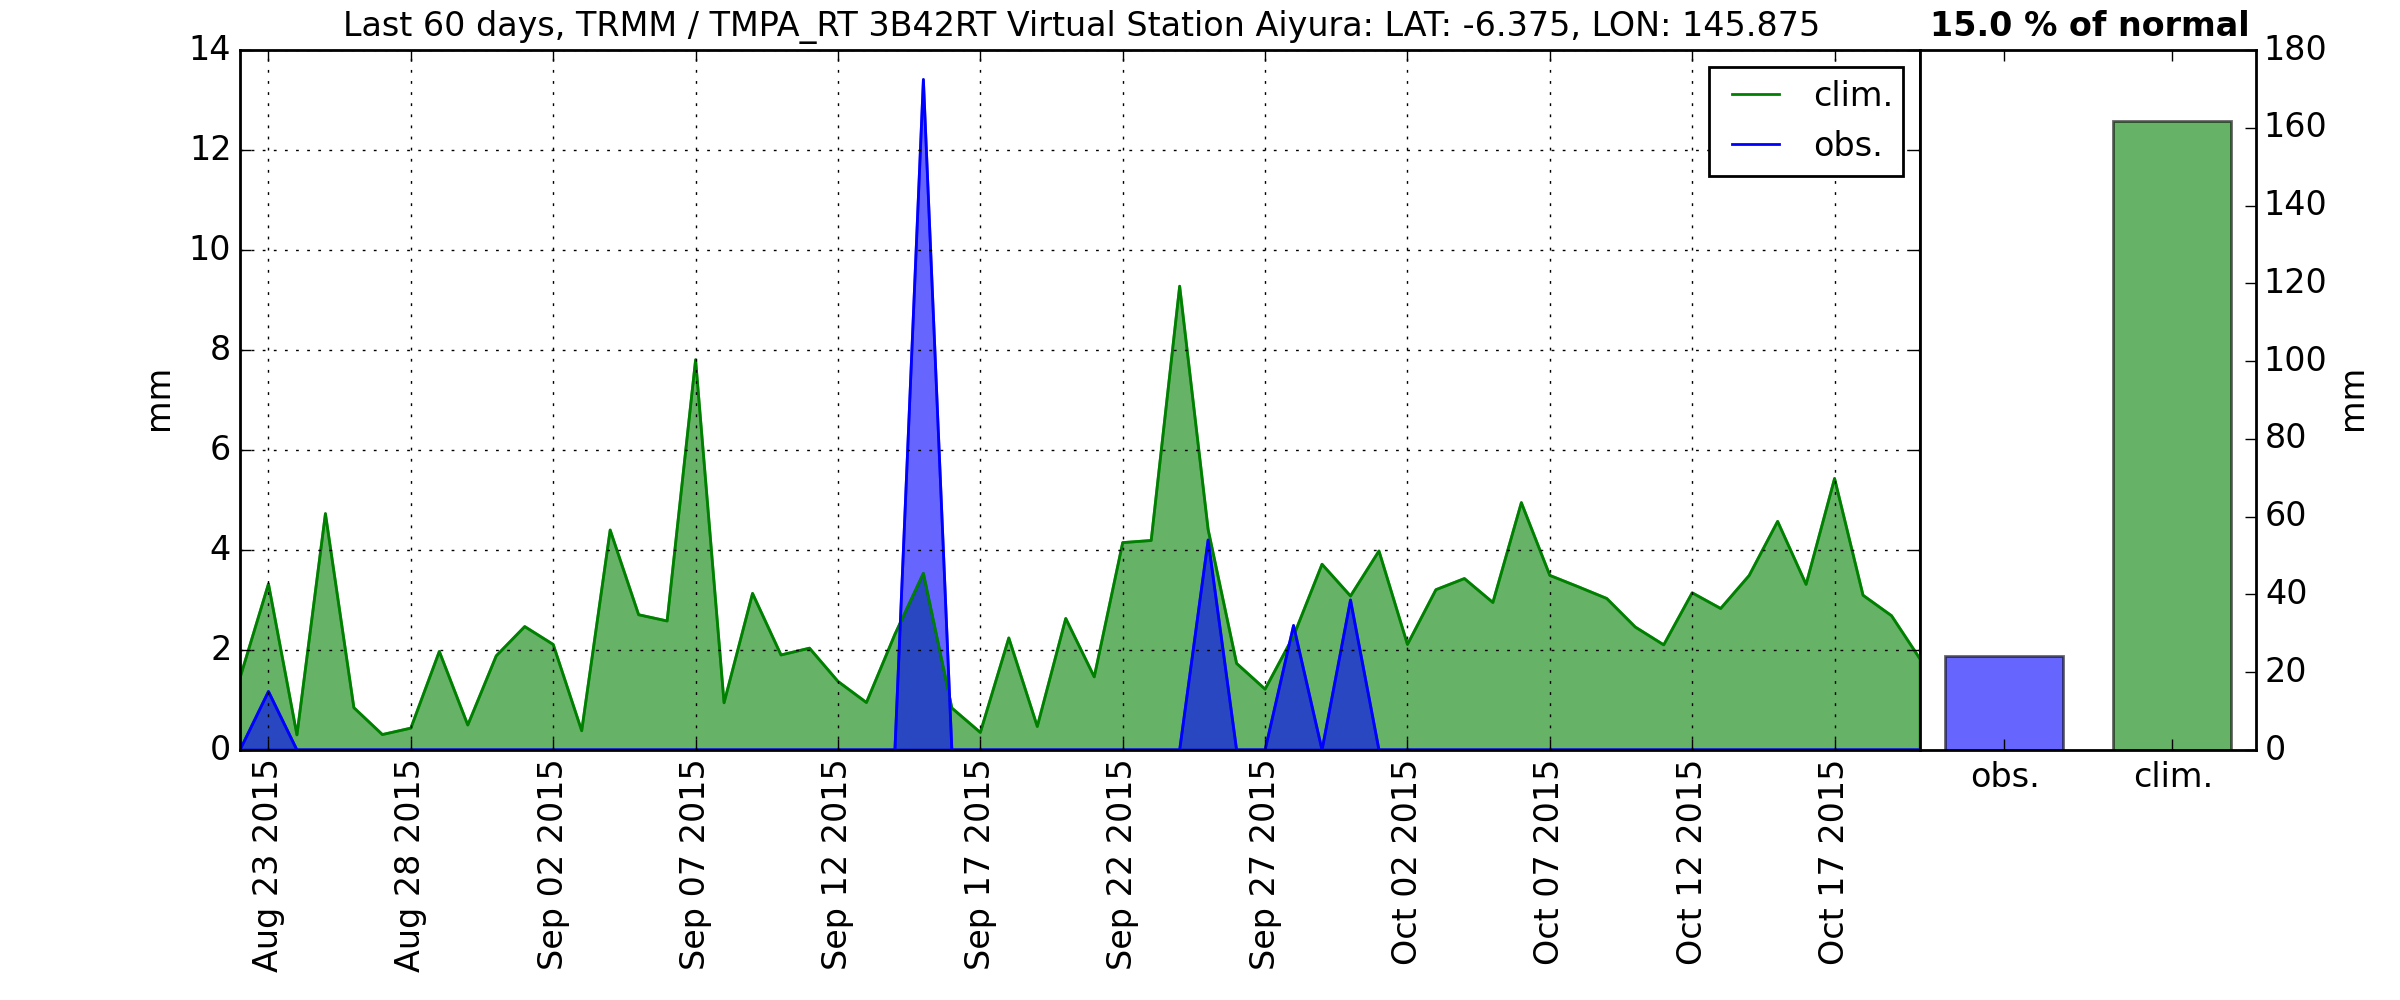 Last 60 days, TRMM / TMPA_RT 3B42RT Virtual Station Aiyura: LAT: -6.375, LON: 145.875
15.0 % of normal
14
12
10
8
6
4
2
0
mm
clim.
obs.
180
160
140
120
100
80
60
40
20
0
mm
Aug 23 2015
Aug 28 2015
Sep 02 2015
Sep 07 2015
Sep 12 2015
Sep 17 2015
Sep 22 2015
Sep 27 2015
Oct 02 2015
Oct 07 2015
Oct 12 2015
Oct 17 2015
obs.
clim.